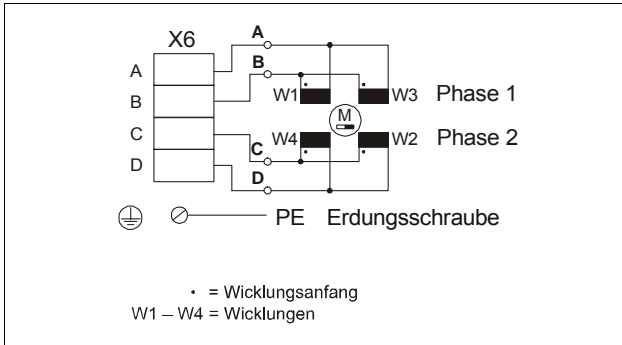 X6
A
A
B
B
W1 W3 Phase 1
M
C
W4 W2 Phase 2
C
D
D
PE Erdungsschraube
• = Wicklungsanfang
W1 – W4 = Wicklungen